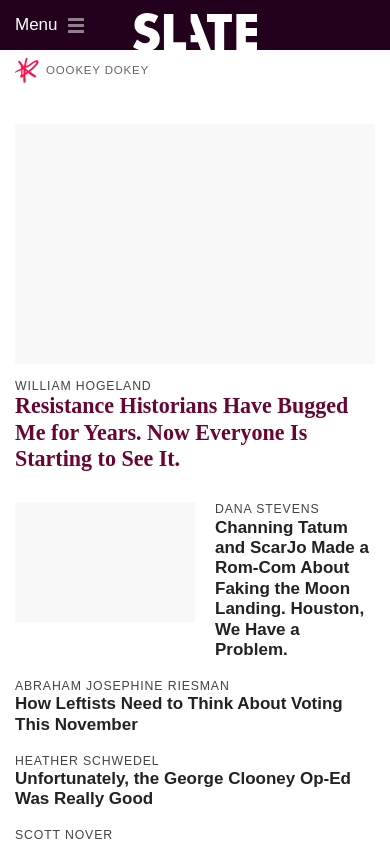 Menu
SLATE
OOOKEY DOKEY
WILLIAM HOGELAND
Resistance Historians Have Bugged
Me for Years. Now Everyone Is
Starting to See It.
DANA STEVENS
Channing Tatum
and ScarJo Made a
Rom-Com About
Faking the Moon
Landing. Houston,
We Have a
Problem.
ABRAHAM JOSEPHINE RIESMAN
How Leftists Need to Think About Voting
This November
HEATHER SCHWEDEL
Unfortunately, the George Clooney Op-Ed
Was Really Good
SCOTT NOVER